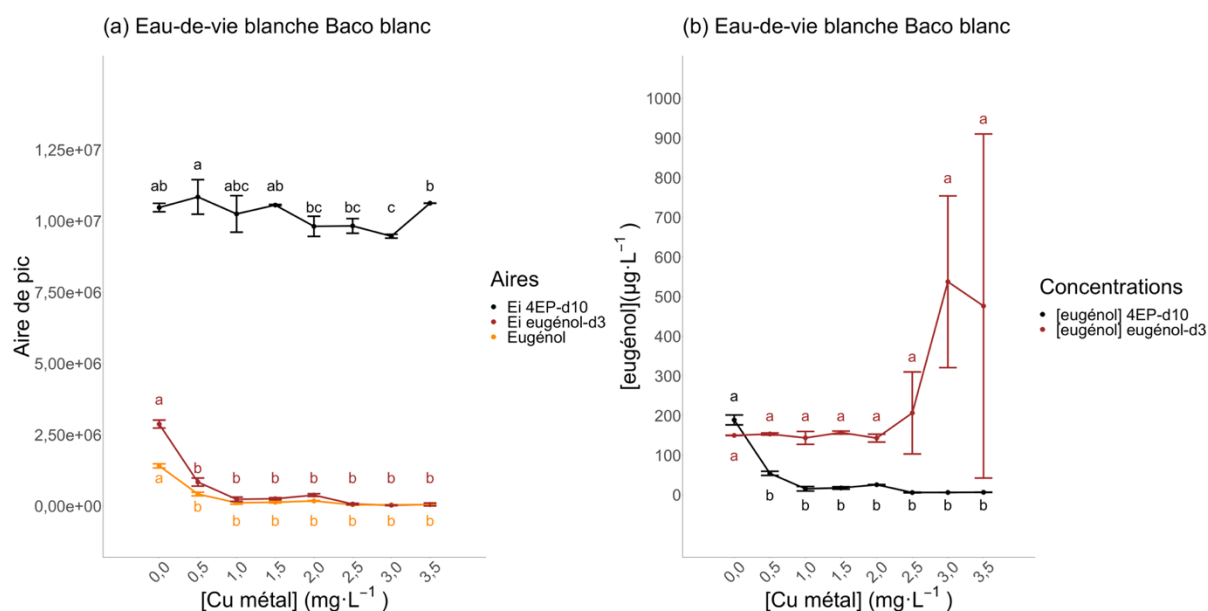 (a) Eau-de-vie blanche Baco blanc
1,25e+07
1,00e+07
7,50e+06
5,00e+06
2,50e+06
0,00e+00
Aire de pic
ab
a
abc
ab
bc
bc
c
b
a
b
b
b
b
b
b
b
a
b
b
b
b
b
b
b
0,0
0,5
1,0
1,5
2,0
2,5
3,0
3,5
[Cu métal] (mg·L⁻¹)
Aires
Ei 4EP-d10
Ei eugénol-d3
Eugénol
(b) Eau-de-vie blanche Baco blanc
1000
900
800
700
600
500
400
300
200
100
0
[eugénol](µg·L⁻¹ )
a
a
a
a
a
a
a
a
a
b
b
b
b
b
b
b
0,0
0,5
1,0
1,5
2,0
2,5
3,0
3,5
[Cu métal] (mg·L⁻¹)
Concentrations
[eugénol] 4EP-d10
[eugénol] eugénol-d3